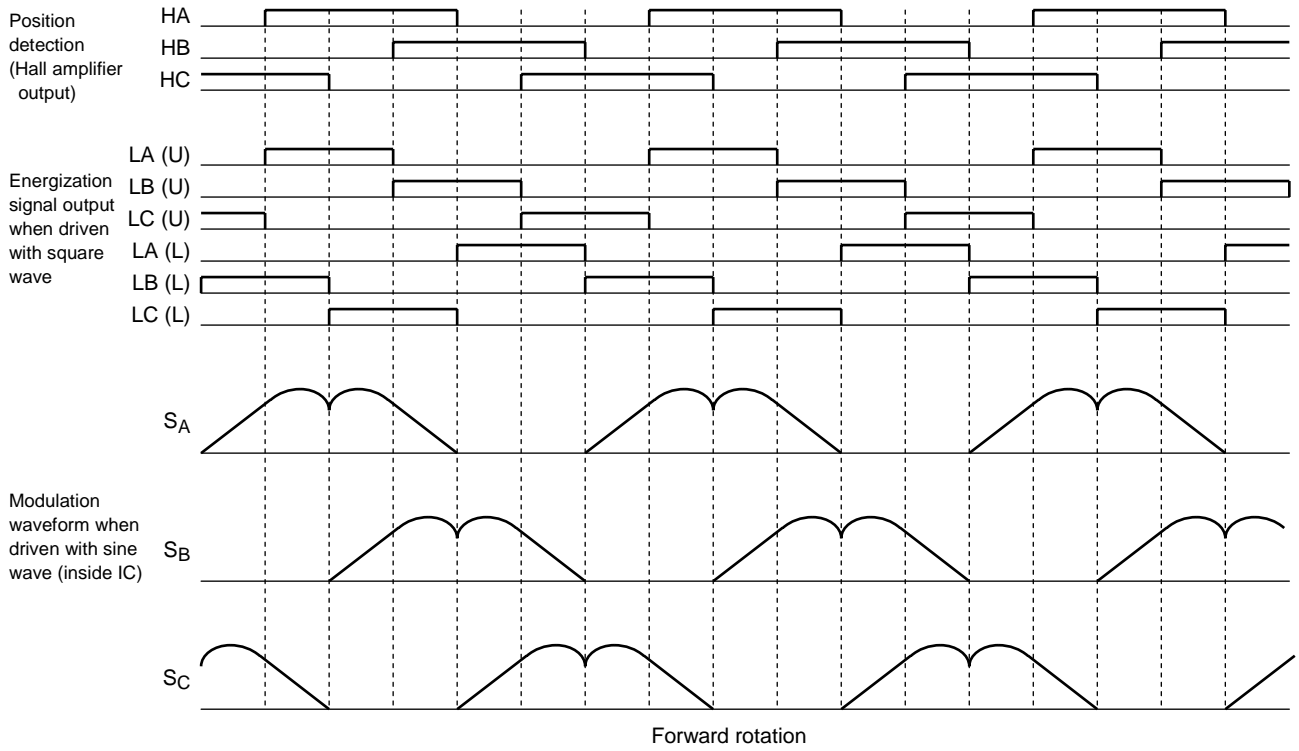 Position
detection
(Hall amplifier
output)
HA
HB
HC
Energization
signal output
when driven
with square
wave
LA (U)
LB (U)
LC (U)
LA (L)
LB (L)
LC (L)
SA
Modulation
waveform when
driven with sine
wave (inside IC)
SB
SC
Forward rotation